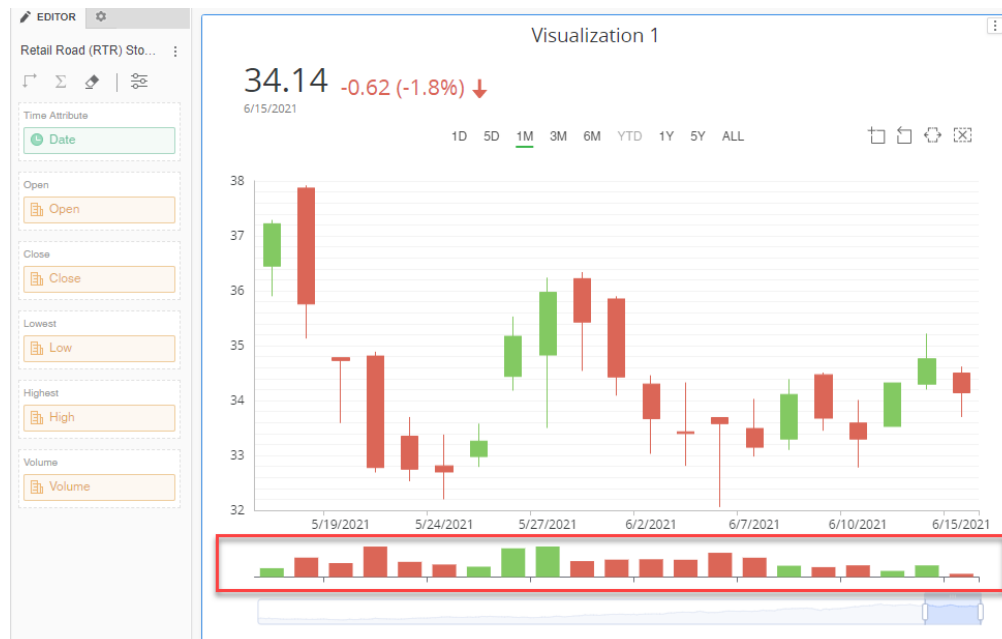 EDITOR
Retail Road (RTR) Sto...
Time Attribute
Date
Open
Open
Close
Close
Lowest
Low
Highest
High
Volume
Volume
Visualization 1
34.14 -0.62 (-1.8%)
6/15/2021
1D 5D 1M 3M 6M YTD 1Y 5Y ALL
38
37
36
35
34
33
32
5/19/2021 5/24/2021 5/27/2021 6/2/2021 6/7/2021 6/10/2021 6/15/2021